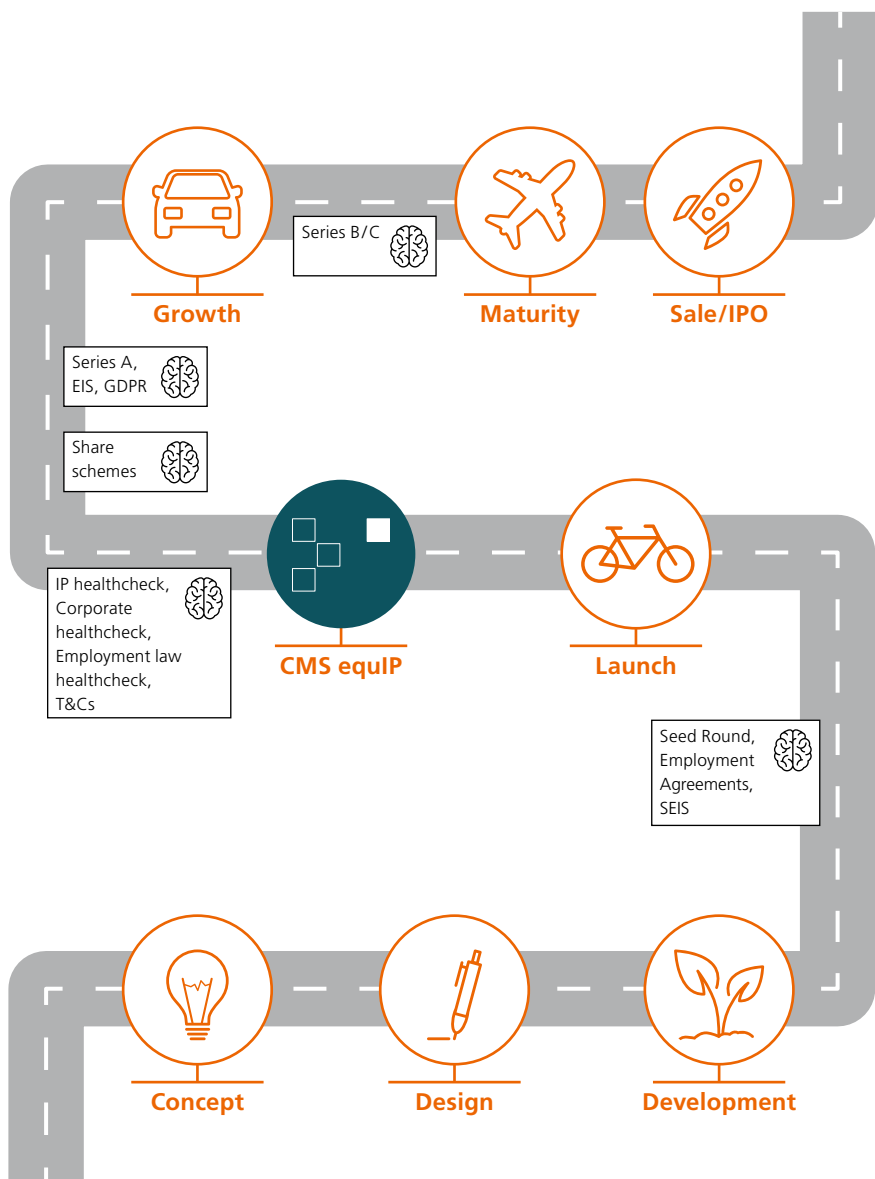 Series B/C
Growth
Maturity
Sale/IPO
Series A,
EIS, GDPR
Share
schemes
IP healthcheck,
Corporate
healthcheck,
Employment law
healthcheck,
T&Cs
CMS equIP
Launch
Seed Round,
Employment
Agreements,
SEIS
Concept
Design
Development